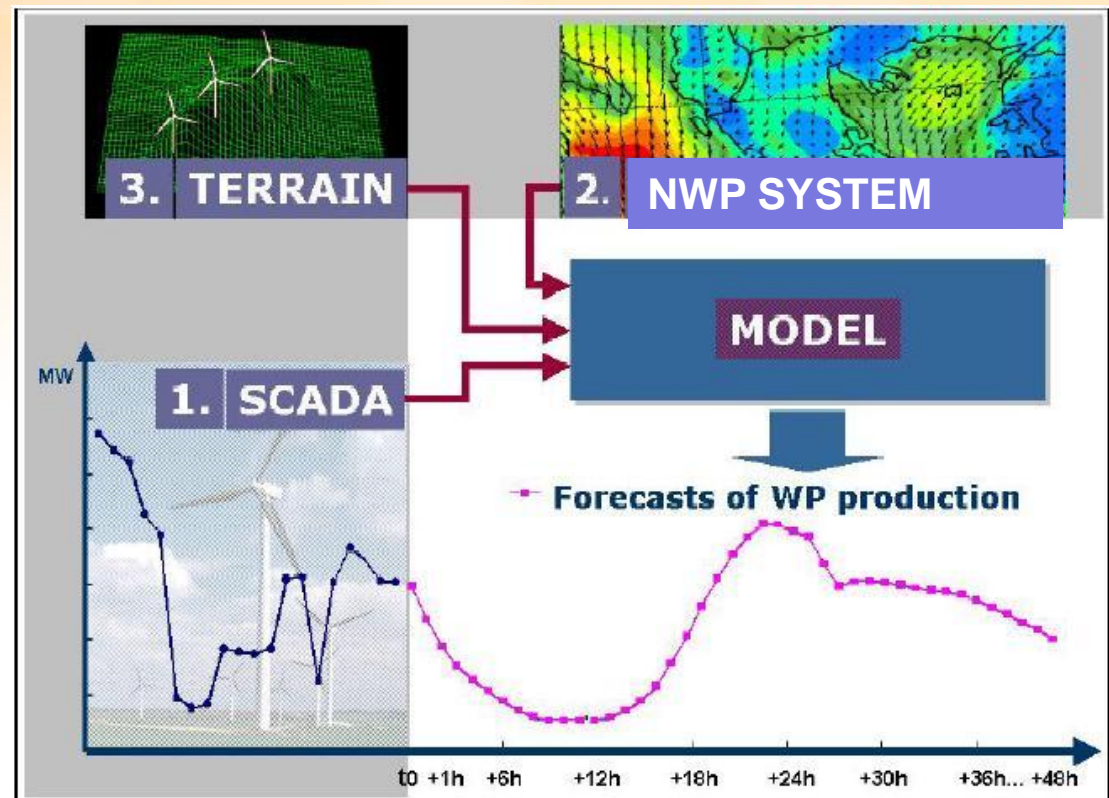 3. TERRAIN
2. NWP SYSTEM
MODEL
MW
1. SCADA
Forecasts of WP production
t0 +1h +6h +12h +18h +24h +30h +36h... +48h